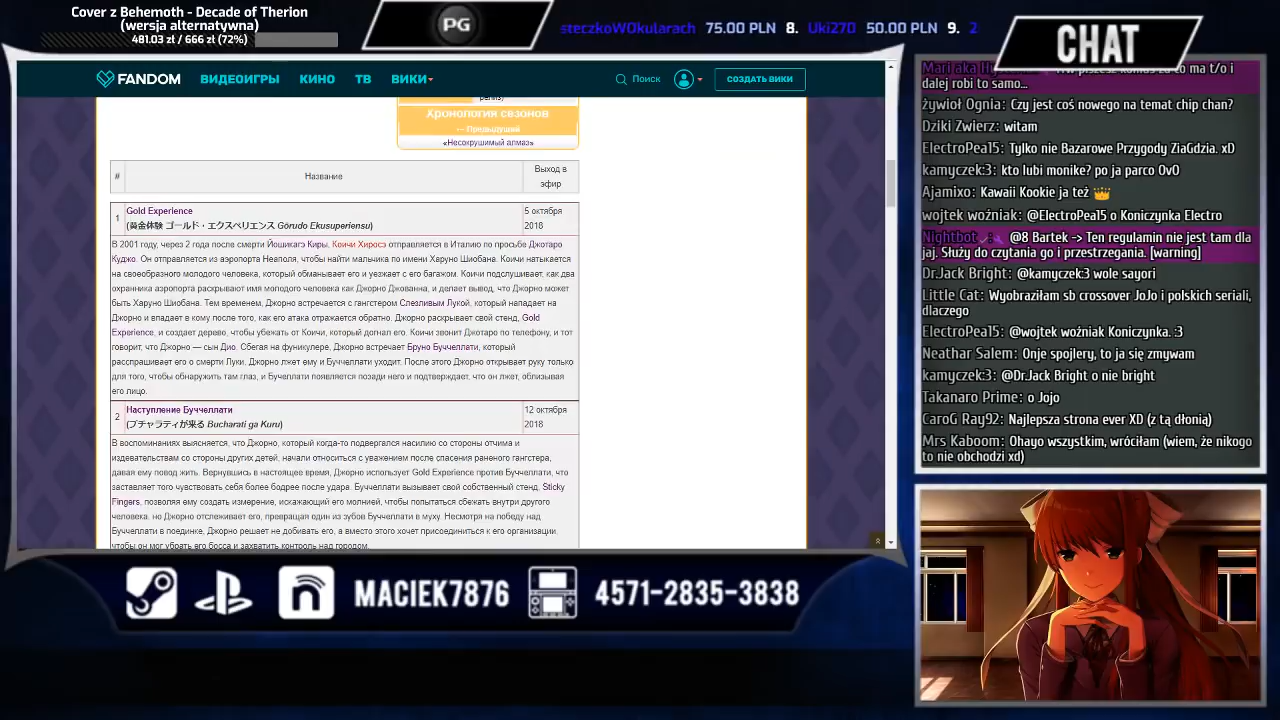 Cover z Behemoth - Decade of Therion
(wersja alternatywna)
481.03 zł / 666 zł (72%)
PG
steczkoWOkularach 75.00 PLN 8. Uki270 50.00 PLN 9. 2
CHAT
FANDOM ВИДЕОИГРЫ КИНО ТВ ВИКИ Поиск СОЗДАТЬ ВИКИ
Хронология сезонов
— Предыдущий
«Несокрушимый алмаз»
# Название Выход в
эфир
1 Gold Experience 5 октября
(黄金体験 ゴールド・エクスペリエンス Gōrudo Ekusuperiensu) 2018
В 2001 году, через 2 года после смерти Йошикагэ Киры, Коичи Хиросэ отправляется в Италию по просьбе Джотаро
Куджо. Он отправляется из аэропорта Неаполя, чтобы найти мальчика по имени Харуно Шиобана. Коичи натыкается
на своеобразного молодого человека, который обманывает его и уезжает с его багажом. Коичи подслушивает, как два
охранника аэропорта раскрывают имя молодого человека как Джорно Джованна, и делает вывод, что Джорно может
быть Харуно Шиобана. Тем временем, Джорно встречается с гангстером Слезливым Лукой, который нападает на
Джорно и впадает в кому после того, как его атака отражается обратно. Джорно раскрывает свой стенд, Gold
Experience, и создает дерево, чтобы убежать от Коичи, который догнал его. Коичи звонит Джотаро по телефону, и тот
говорит, что Джорно — сын Дио. Сбегая на фуникулере, Джорно встречает Бруно Буччеллати, который
расспрашивает его о смерти Луки, Джорно лжет ему и Буччеллати уходит. После этого Джорно открывает руку только
для того, чтобы обнаружить там глаз, и Бучеллати появляется позади него и подтверждает, что он лжет, облизывая
его лицо.
2 Наступление Буччеллати 12 октября
(ブチャラティが来る Bucharati ga Kuru) 2018
В воспоминаниях выясняется, что Джорно, который когда-то подвергался насилию со стороны отчима и
издевательствам со стороны других детей, начали относиться с уважением после спасения раненого гангстера,
давая ему повод жить. Вернувшись в настоящее время, Джорно использует Gold Experience против Буччеллати, что
заставляет того чувствовать себя более бодрее после удара. Буччеллати вызывает свой собственный стенд, Sticky
Fingers, позволяя ему создать измерение, искажающий его молнией, чтобы попытаться сбежать внутри другого
человека, но Джорно отслеживает его, превращая один из зубов Буччеллати в муху. Несмотря на победу над
Буччеллати в поединке, Джорно решает не добивать его, а вместо этого хочет присоединиться к его организации,
чтобы он мог убрать его босса и захватить контроль над городом.
dalej robi to samo...
żywioł Ognia: Czy jest coś nowego na temat chip chan?
Dziki Zwierz: witam
ElectroPea15: Tylko nie Bazarowe Przygody ZiaGdzia. xD
kamyczek3: kto lubi monike? po ja parco OvO
Ajamixo: Kawaii Kookie ja też 👑
wojtek woźniak: @ElectroPea15 o Koniczynka Electro
Nightbot: @8 Bartek -> Ten regulamin nie jest tam dla
jaj. Służy do czytania go i przestrzegania. [warning]
Dr.Jack Bright: @kamyczek3 wole sayori
Little Cat: Wyobraziłam sb crossover JoJo i polskich seriali,
dlaczego
ElectroPea15: @wojtek woźniak Koniczynka. :3
Neathar Salem: Onje spojlery, to ja się zmywam
kamyczek3: @DrJack Bright o nie bright
Takanaro Prime: o Jojo
CaroG Ray92: Najlepsza strona ever XD (z tą dłonią)
Mrs Kaboom: Ohayo wszystkim, wróciłam (wiem, że nikogo
to nie obchodzi xd)
MACIEK7876 4571-2835-3838